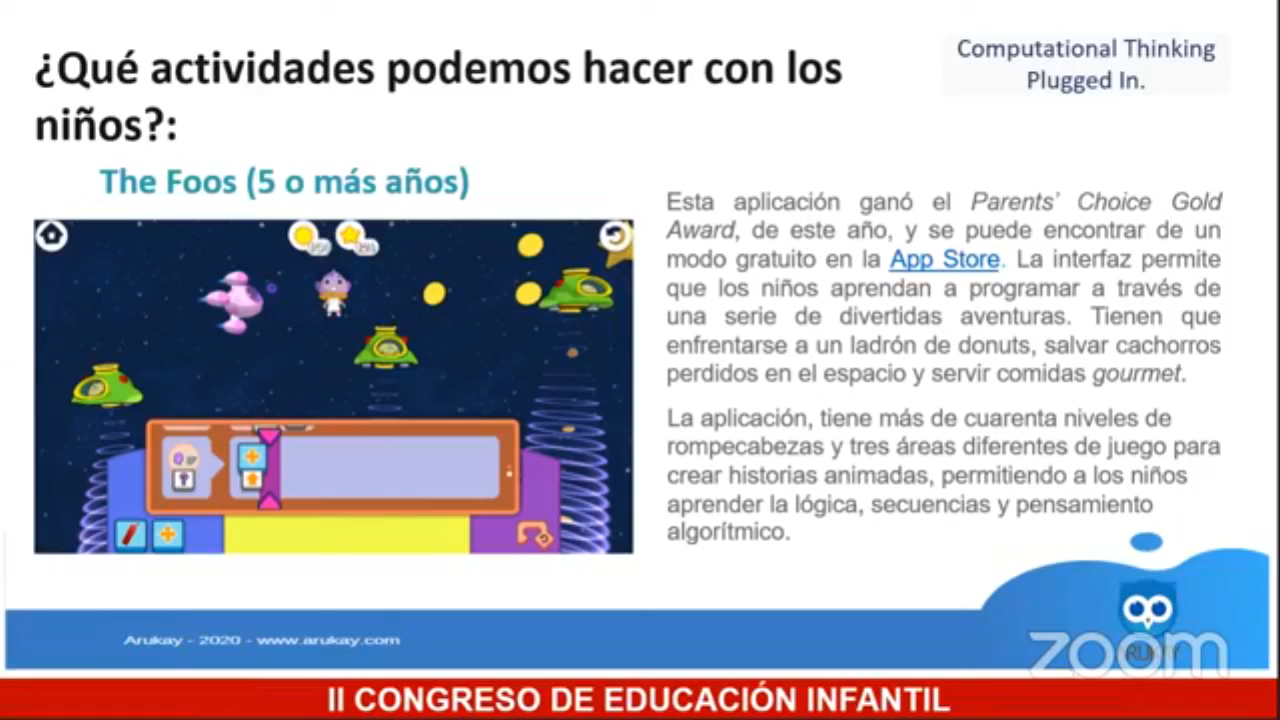 ¿Qué actividades podemos hacer con los
niños?:
Computational Thinking
Plugged In.
The Foos (5 o más años)
Esta aplicación ganó el Parents' Choice Gold
Award, de este año, y se puede encontrar de un
modo gratuito en la App Store. La interfaz permite
que los niños aprendan a programar a través de
una serie de divertidas aventuras. Tienen que
enfrentarse a un ladrón de donuts, salvar cachorros
perdidos en el espacio y servir comidas gourmet.
La aplicación, tiene más de cuarenta niveles de
rompecabezas y tres áreas diferentes de juego para
crear historias animadas, permitiendo a los niños
aprender la lógica, secuencias y pensamiento
algorítmico.
Arukay - 2020 - www.arukay.com
zoom
II CONGRESO DE EDUCACIÓN INFANTIL